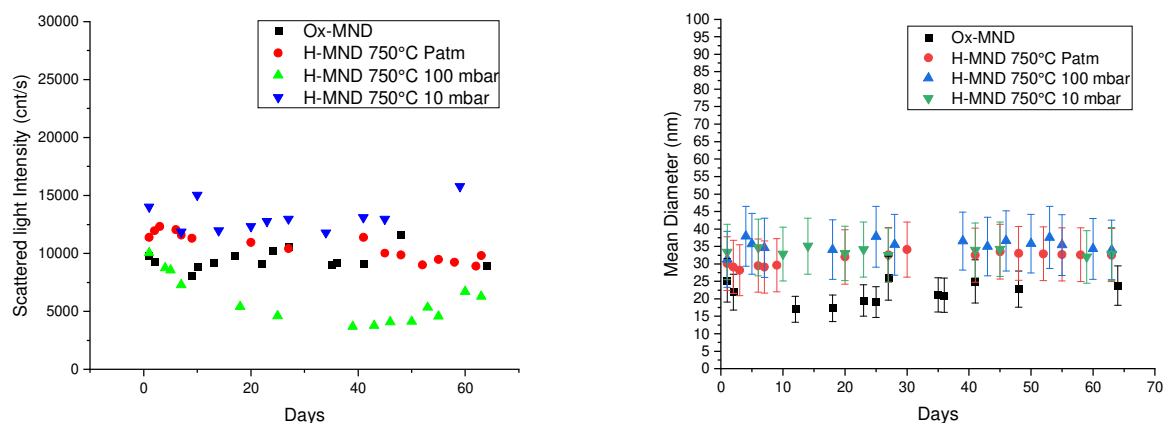 30000
25000
20000
15000
10000
5000
0
Scattered light Intensity (cnt/s)
Ox-MND
H-MND 750°C Patm
H-MND 750°C 100 mbar
H-MND 750°C 10 mbar
0 20 40 60
Days
100
95
90
85
80
75
70
65
60
55
50
45
40
35
30
25
20
15
10
5
0
Mean Diameter (nm)
Ox-MND
H-MND 750°C Patm
H-MND 750°C 100 mbar
H-MND 750°C 10 mbar
0 10 20 30 40 50 60 70
Days